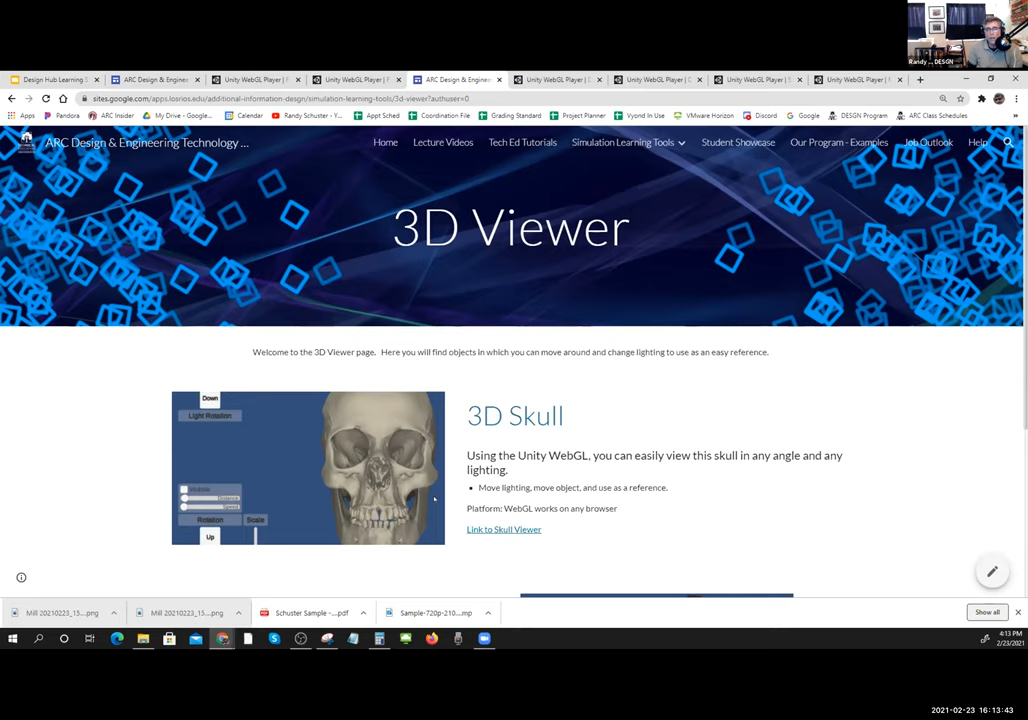 Randy ... DESGN
Design Hub Learning S
ARC Design & Enginee
Unity WebGL Player | F
Unity WebGL Player | F
ARC Design & Enginee
Unity WebGL Player | D
Unity WebGL Player | C
Unity WebGL Player | S
Unity WebGL Player |
sites.google.com/apps.losrios.edu/additional-information-desgn/simulation-learning-tools/3d-viewer?authuser=0
Apps
Pandora
ARC Insider
My Drive - Google...
Calendar
Randy Schuster - Y...
Appt Sched
Coordination File
Grading Standard
Project Planner
Vyond In Use
VMware Horizon
Discord
Google
DESGN Program
ARC Class Schedules
ARC Design & Engineering Technology ...
Home
Lecture Videos
Tech Ed Tutorials
Simulation Learning Tools
Student Showcase
Our Program - Examples
Job Outlook
Help
3D Viewer
Welcome to the 3D Viewer page. Here you will find objects in which you can move around and change lighting to use as an easy reference.
Down
Light Rotation
Distance
Speed
Rotation
Scale
Up
3D Skull
Using the Unity WebGL, you can easily view this skull in any angle and any
lighting.
Move lighting, move object, and use as a reference.
Platform: WebGL works on any browser
Link to Skull Viewer
Mill 20210223_15....png
Mill 20210223_15....png
Schuster Sample -....pdf
Sample-720p-210....mp
Show all
4:13 PM
2/23/2021
2021-02-23 16:13:43